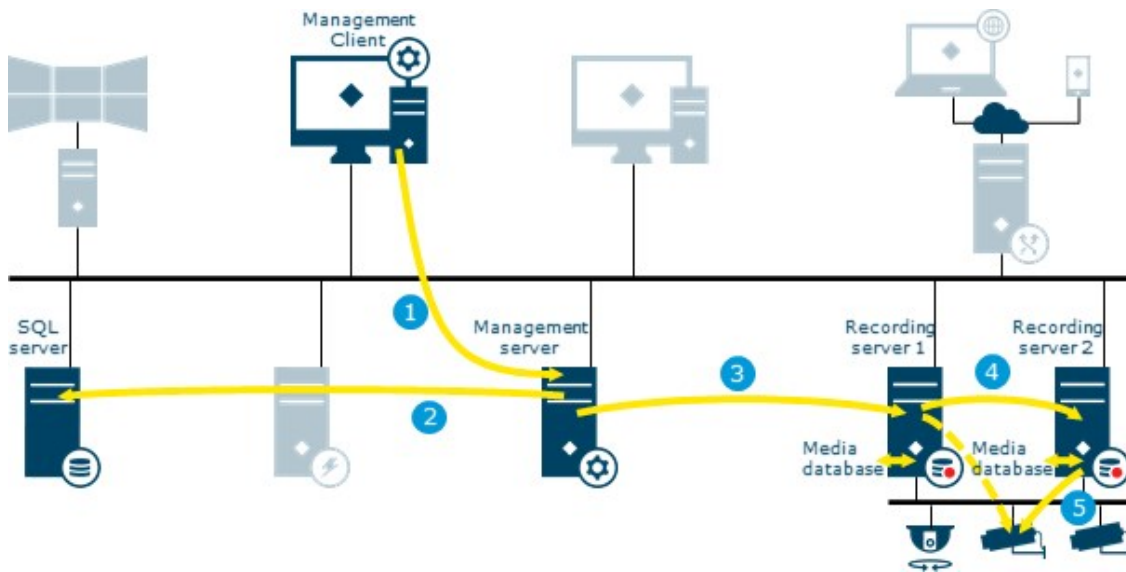 Management
Client
1
SQL
server
Management
server
Recording
server 1
Recording
server 2
2
3
4
Media
database
Media
database
5